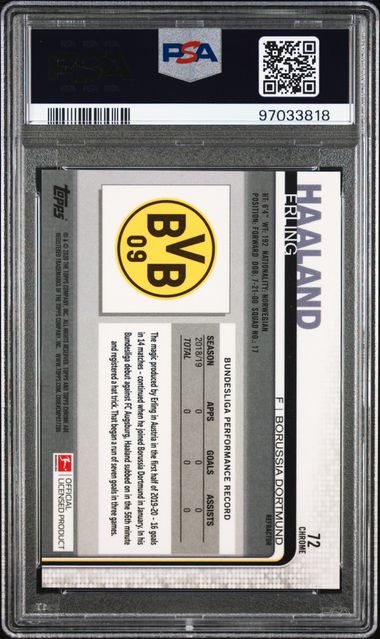 PSA
PSA
97033818
72
CHROME
HAALAND
ERLING
F | BORUSSIA DORTMUND
REFRACTOR
HT: 6'4" WT: 192 NATIONALITY: NORWEGIAN
POSITION: FORWARD DOB: 7-21-00 SQUAD NO.: 17
BUNDESLIGA PERFORMANCE RECORD
SEASON APPS GOALS ASSISTS
2018/19 0 0 0
TOTAL 0 0 0
BVB
09
The magic produced by Erling in Austria in the first half of 2019-20 – 16 goals
in 14 matches – continued when he joined Borussia Dortmund in January. In his
Bundesliga debut against FC Augsburg, Haaland subbed on in the 56th minute
and registered a hat trick. That began a run of seven goals in three games.
Topps
OFFICIAL
LICENSED PRODUCT